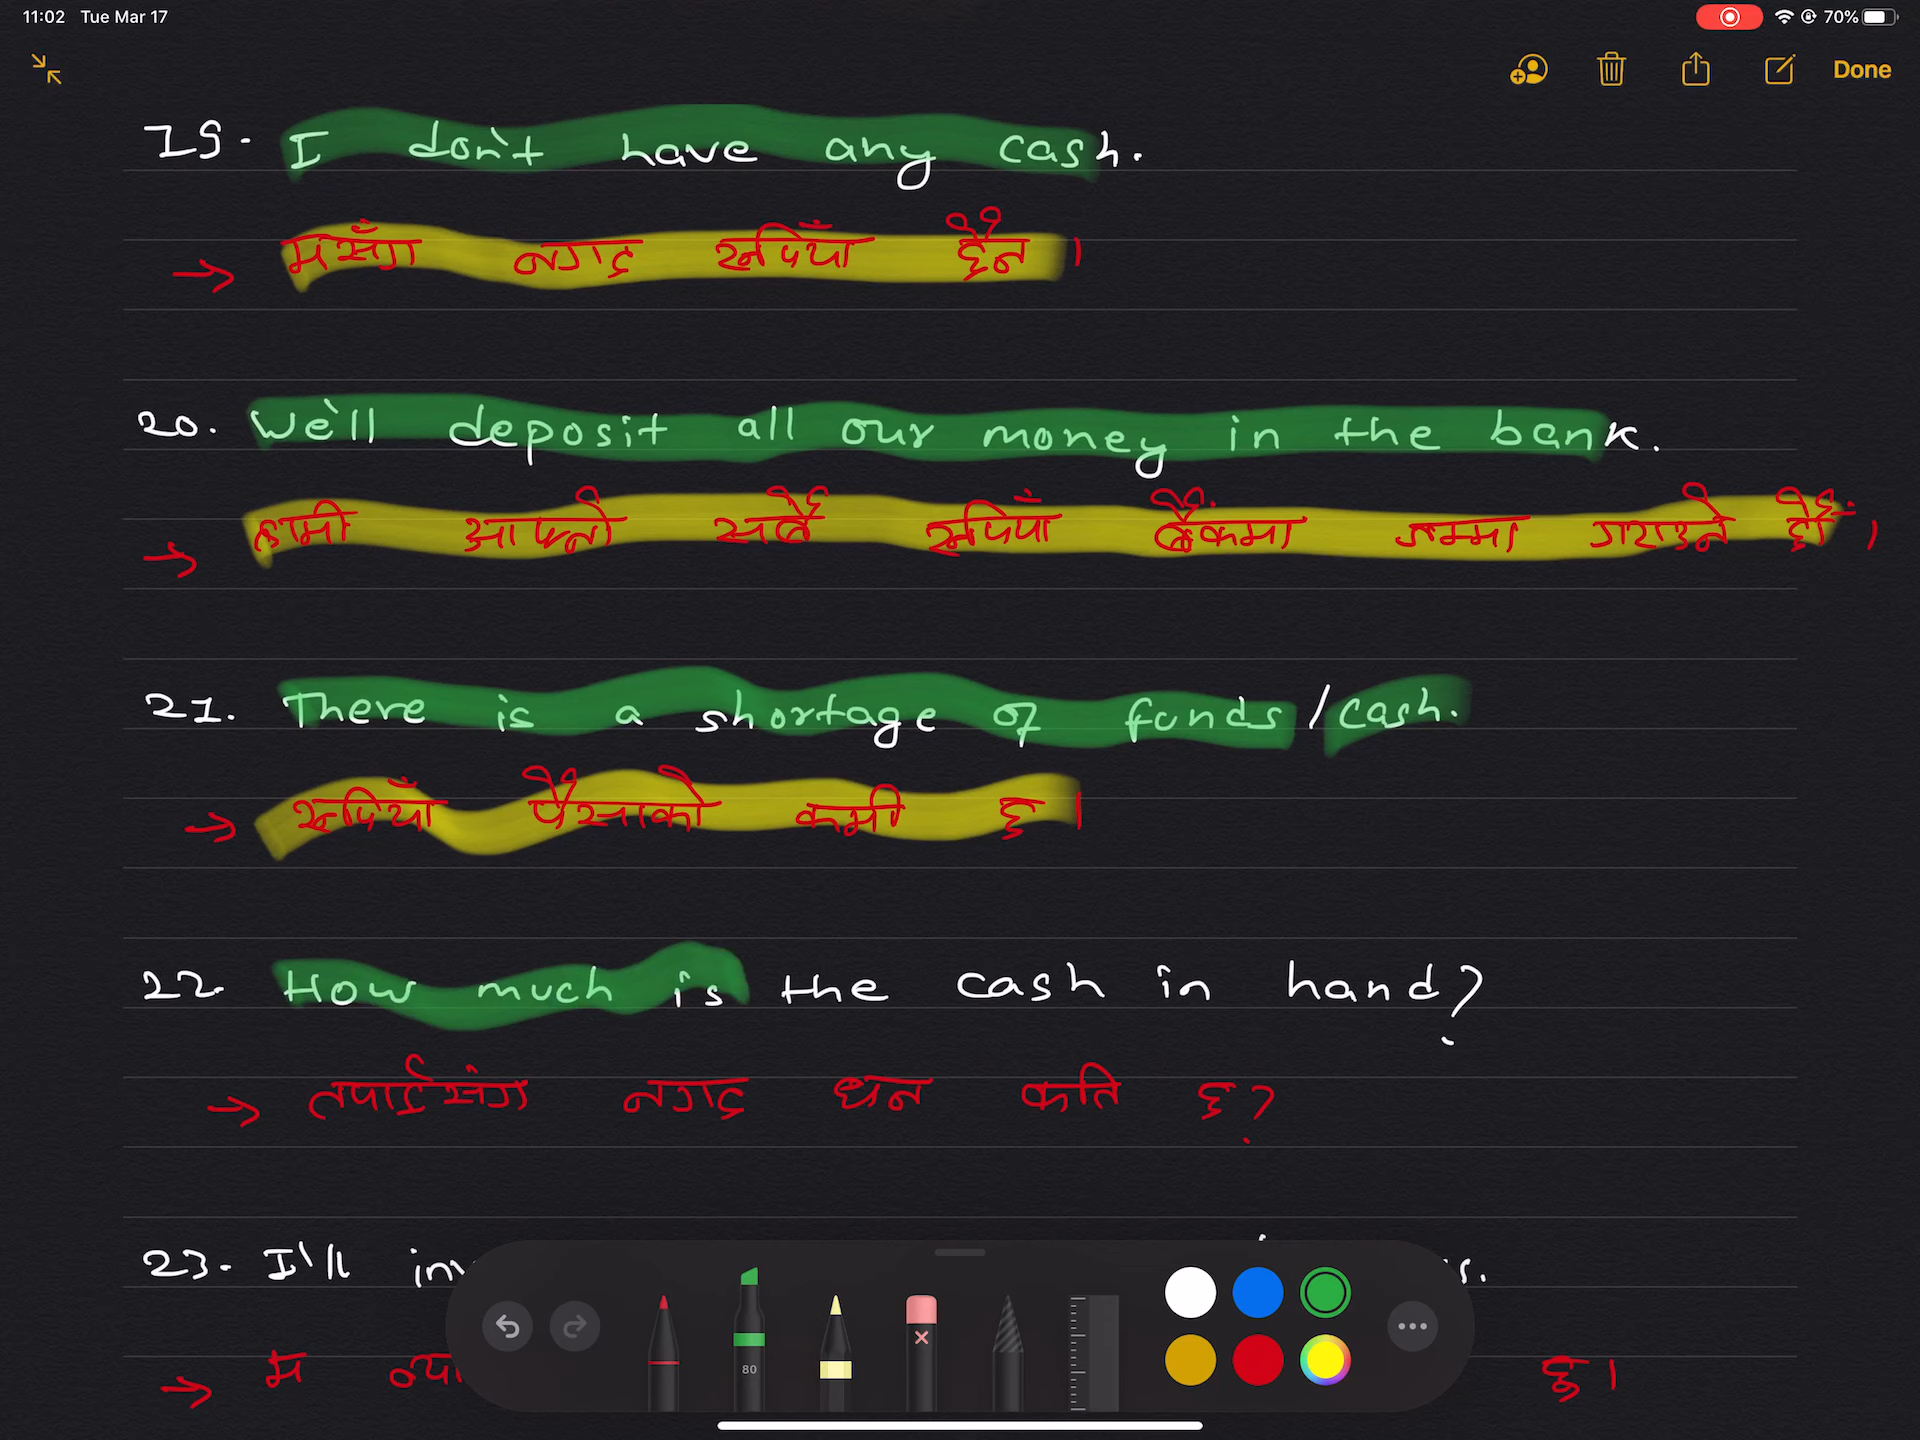 11:02 Tue Mar 17
70%
Done
19. I don't have any cash.
→ मसँग नगद रुपियाँ छैन ।
20. We'll deposit all our money in the bank.
→ हामी आफ्नो सबै रुपियाँ बैंकमा जम्मा गराउने छौं ।
21. There is a shortage of funds / cash.
→ रुपियाँ पैसाको कमी छ ।
22. How much is the cash in hand?
→ तपाईसंग नगद धन कति छ ?
23. I'll
→ म छु ।
80